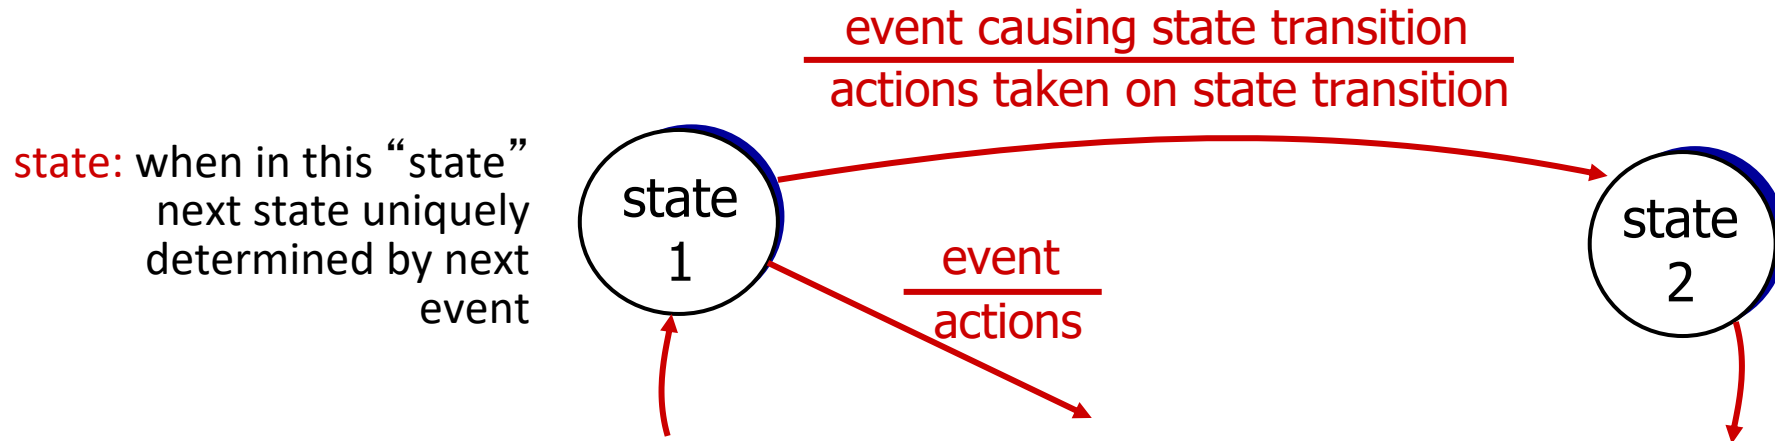 event causing state transition
actions taken on state transition
state: when in this “state”
next state uniquely
determined by next
event
state
1
event
actions
state
2